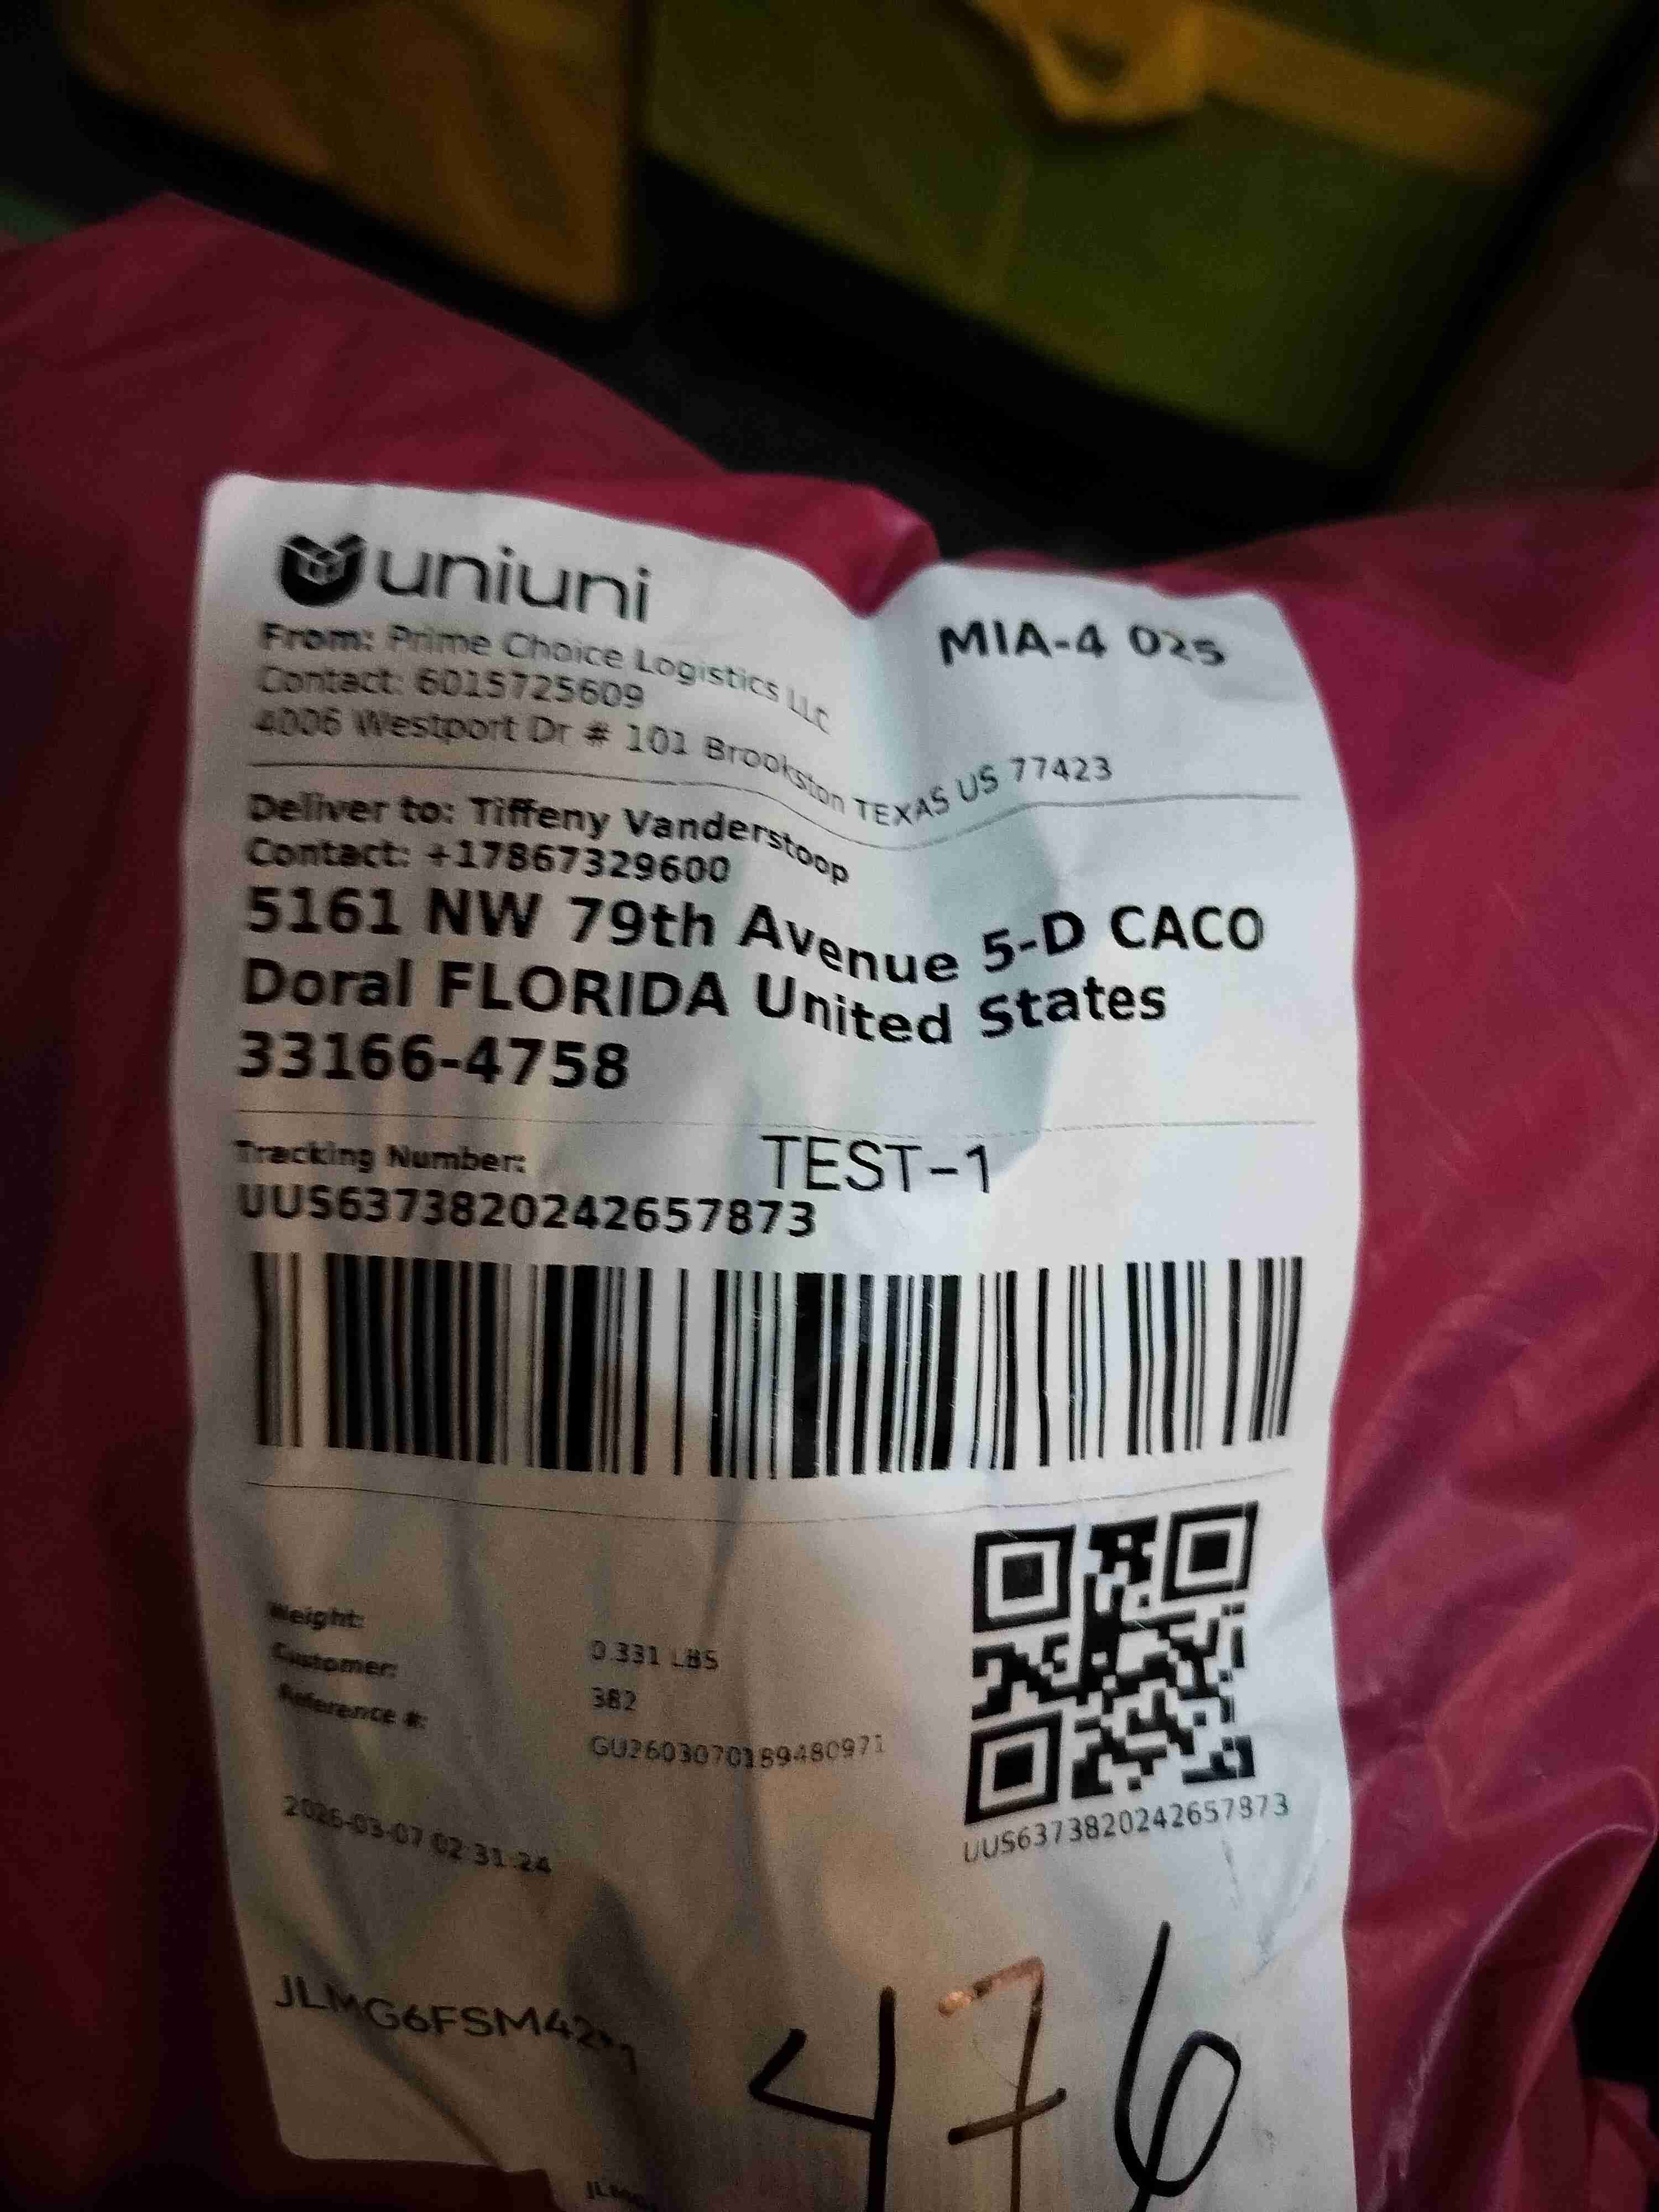 uniuni
MIA-4 025
From: Prime Choice Logistics LLC
Contact: 6015725609
4006 Westport Dr # 101 Brookston TEXAS US 77423
Deliver to: Tiffeny Vanderstoop
Contact: +17867329600
5161 NW 79th Avenue 5-D CACO
Doral FLORIDA United States
33166-4758
Tracking Number:
TEST-1
UUS6373820242657873
Weight: 0.331 LBS
Customer: 382
Reference #: GU2603070189480971
UUS6373820242657873
2026-03-07 02:31:24
476